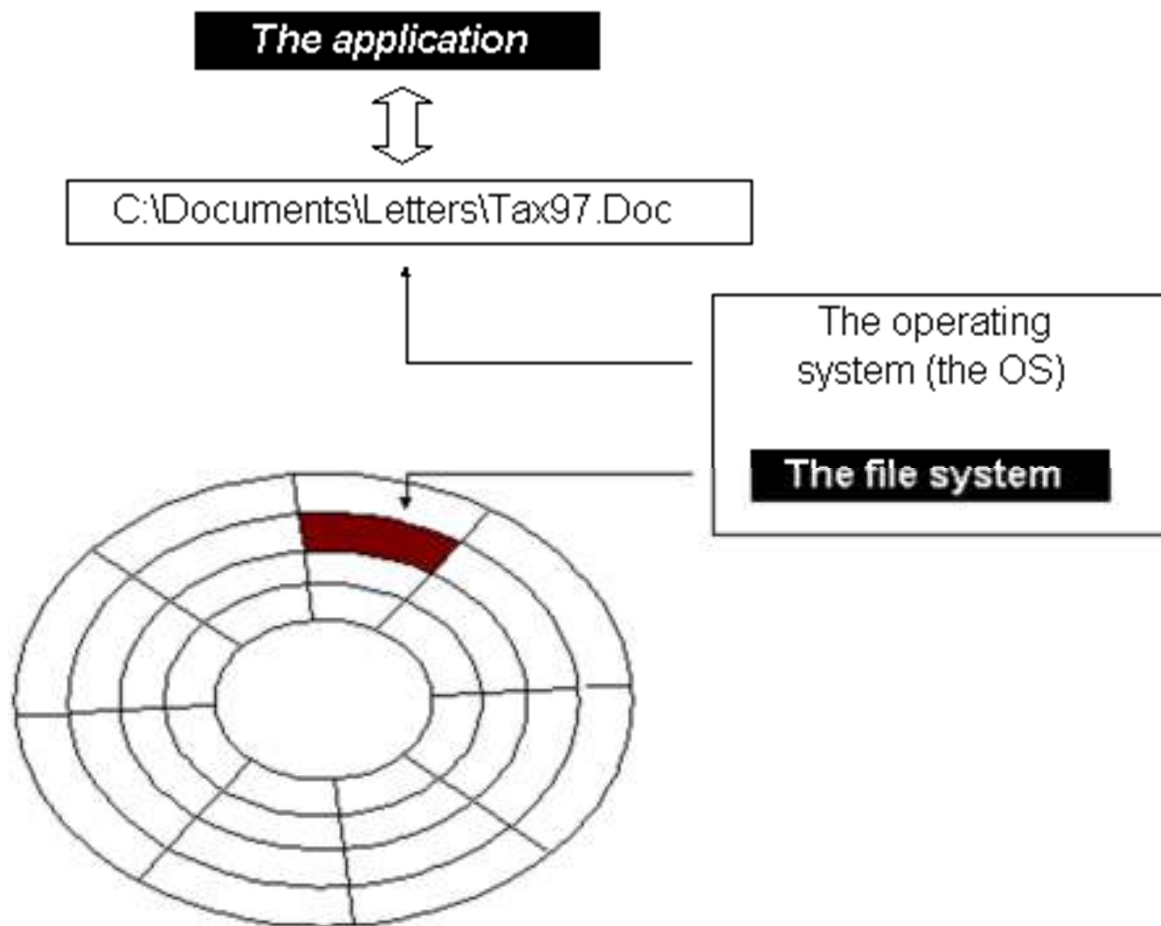 The application
C:\Documents\Letters\Tax97.Doc
The operating
system (the OS)
The file system